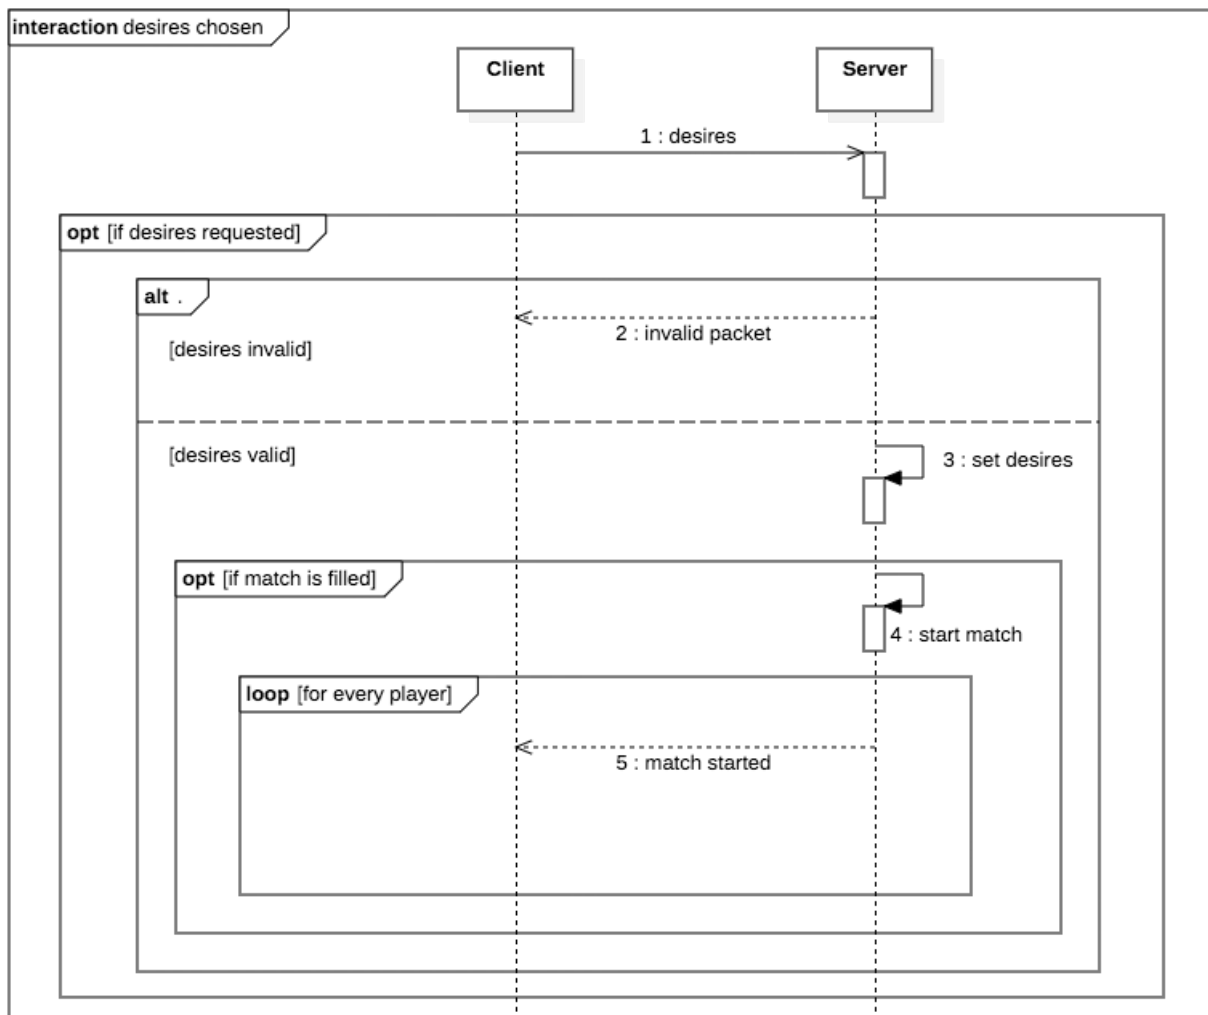 interaction desires chosen
Client
Server
1 : desires
opt [if desires requested]
alt .
2 : invalid packet
[desires invalid]
[desires valid]
3 : set desires
opt [if match is filled]
4 : start match
loop [for every player]
5 : match started